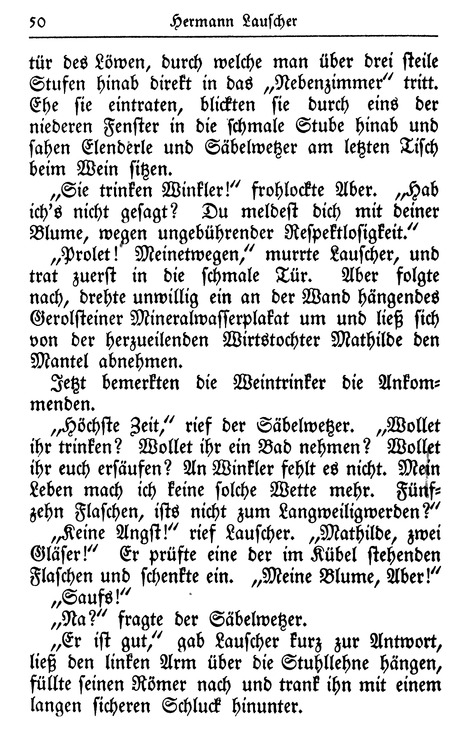 50 Hermann Lauscher
tür des Löwen, durch welche man über drei steile
Stufen hinab direkt in das „Nebenzimmer“ tritt.
Ehe sie eintraten, blickten sie durch eins der
niederen Fenster in die schmale Stube hinab und
sahen Elenderle und Säbelwetzer am letzten Tisch
beim Wein sitzen.
„Sie trinken Winkler!“ frohlockte Aber. „Hab
ich's nicht gesagt? Du meldest dich mit deiner
Blume, wegen ungebührender Respektlosigkeit.“
„Prolet! Meinetwegen,“ murrte Lauscher, und
trat zuerst in die schmale Tür. Aber folgte
nach, drehte unwillig ein an der Wand hängendes
Gerolsteiner Mineralwasserplakat um und ließ sich
von der herzueilenden Wirtstochter Mathilde den
Mantel abnehmen.
Jetzt bemerkten die Weintrinker die Ankom-
menden.
„Höchste Zeit,“ rief der Säbelwetzer. „Wollet
ihr trinken? Wollet ihr ein Bad nehmen? Wollet
ihr euch ersäufen? An Winkler fehlt es nicht. Mein
Leben mach ich keine solche Wette mehr. Fünf-
zehn Flaschen, ists nicht zum Langweiligwerden?“
„Keine Angst!“ rief Lauscher. „Mathilde, zwei
Gläser!“ Er prüfte eine der im Kübel stehenden
Flaschen und schenkte ein. „Meine Blume, Aber!“
„Saufs!“
„Na?“ fragte der Säbelwetzer.
„Er ist gut,“ gab Lauscher kurz zur Antwort,
ließ den linken Arm über die Stuhllehne hängen,
füllte seinen Römer nach und trank ihn mit einem
langen sicheren Schluck hinunter.